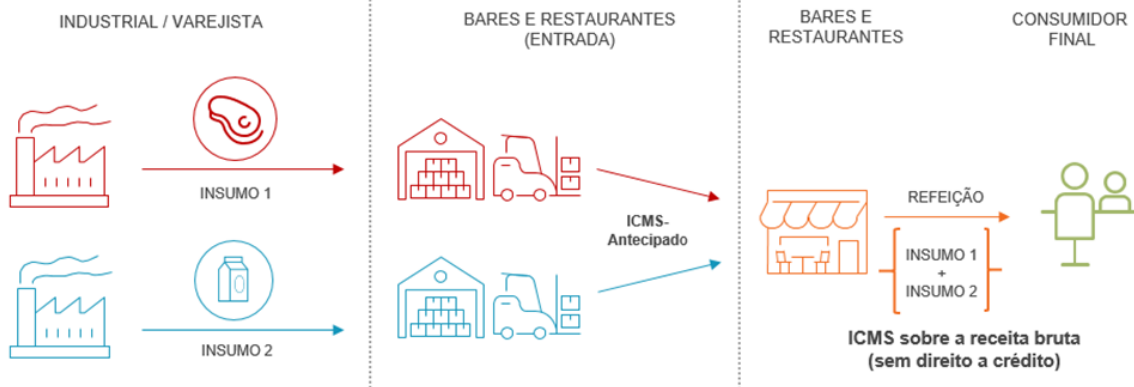 INDUSTRIAL / VAREJISTA
BARES E RESTAURANTES
(ENTRADA)
BARES E
RESTAURANTES
CONSUMIDOR
FINAL
INSUMO 1
ICMS-
Antecipado
REFEIÇÃO
INSUMO 1
+
INSUMO 2
INSUMO 2
ICMS sobre a receita bruta
(sem direito a crédito)